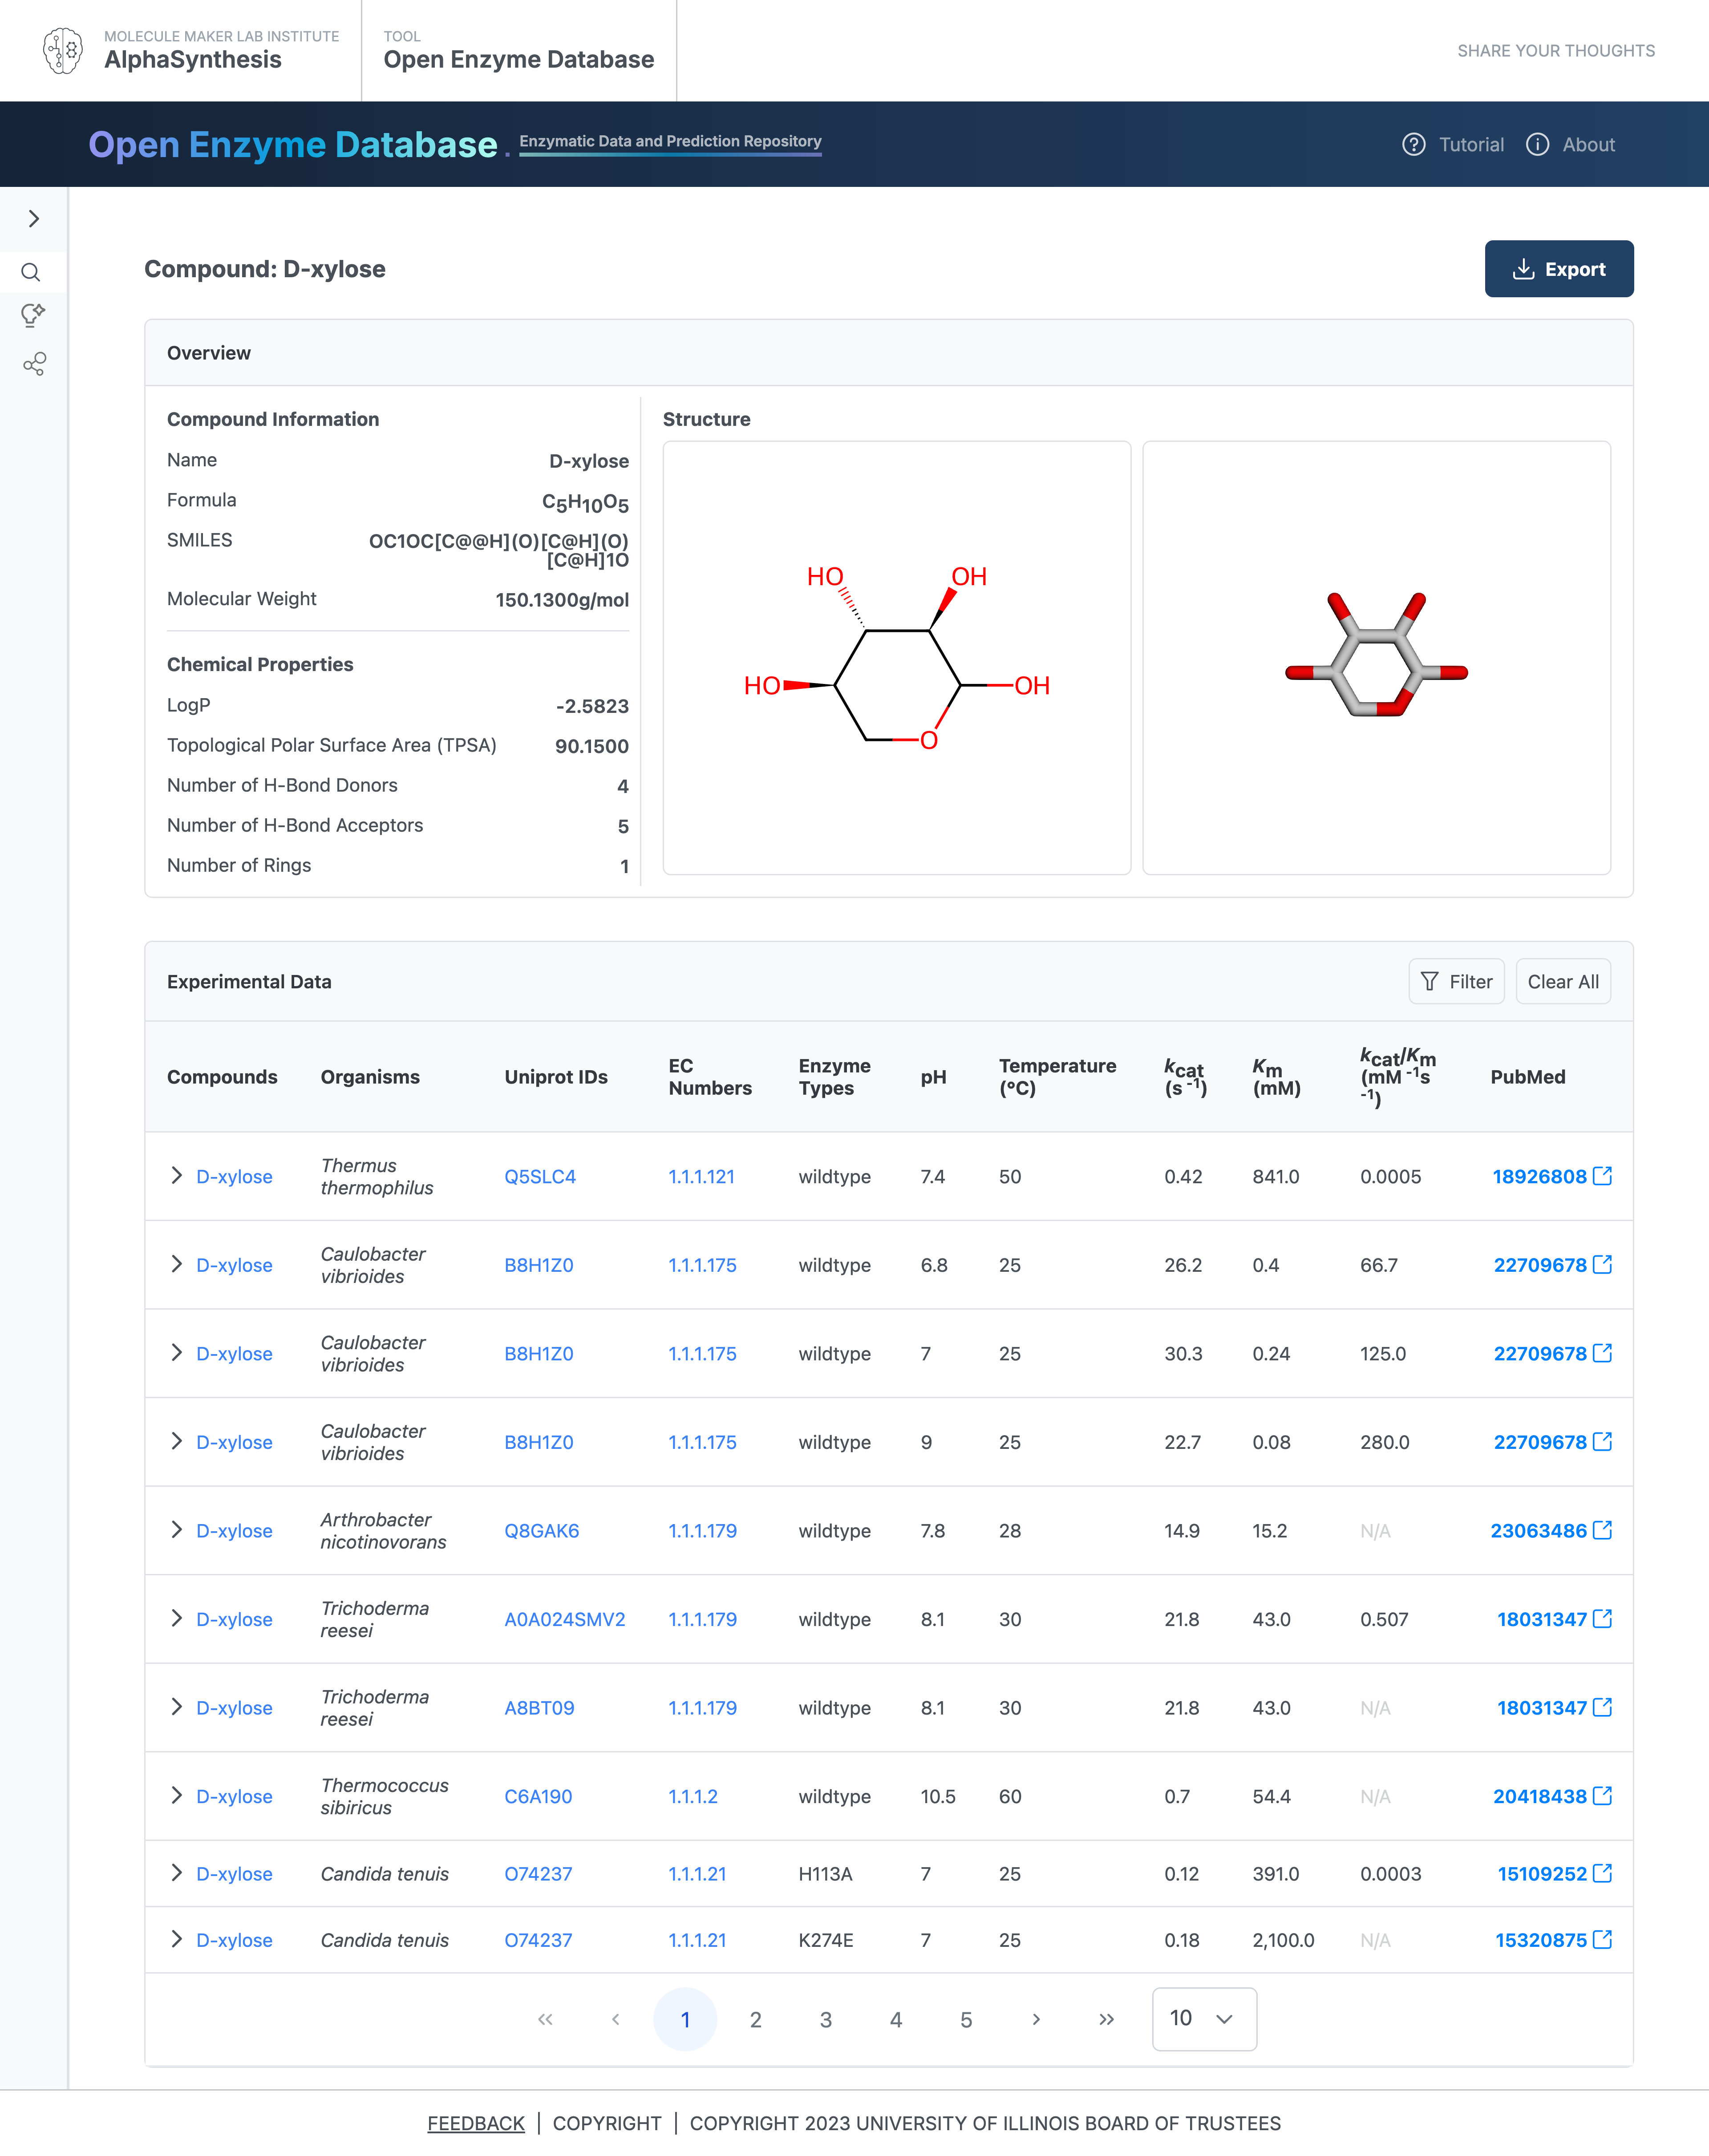 MOLECULE MAKER LAB INSTITUTE
AlphaSynthesis
TOOL
Open Enzyme Database
SHARE YOUR THOUGHTS
Open Enzyme Database. Enzymatic Data and Prediction Repository
Tutorial
About
Compound: D-xylose
Export
Overview
Compound Information
Name D-xylose
Formula C5H10O5
SMILES OC1OC[C@@H](O)[C@H](O)
[C@H]1O
Molecular Weight 150.1300g/mol
Chemical Properties
LogP -2.5823
Topological Polar Surface Area (TPSA) 90.1500
Number of H-Bond Donors 4
Number of H-Bond Acceptors 5
Number of Rings 1
Structure
HO OH
HO OH
O
Experimental Data
Filter
Clear All
Compounds Organisms Uniprot IDs EC Numbers Enzyme Types pH Temperature (°C) kcat (s -1) Km (mM) kcat/Km (mM -1s -1) PubMed
D-xylose Thermus thermophilus Q5SLC4 1.1.1.121 wildtype 7.4 50 0.42 841.0 0.0005 18926808
D-xylose Caulobacter vibrioides B8H1Z0 1.1.1.175 wildtype 6.8 25 26.2 0.4 66.7 22709678
D-xylose Caulobacter vibrioides B8H1Z0 1.1.1.175 wildtype 7 25 30.3 0.24 125.0 22709678
D-xylose Caulobacter vibrioides B8H1Z0 1.1.1.175 wildtype 9 25 22.7 0.08 280.0 22709678
D-xylose Arthrobacter nicotinovorans Q8GAK6 1.1.1.179 wildtype 7.8 28 14.9 15.2 N/A 23063486
D-xylose Trichoderma reesei A0A024SMV2 1.1.1.179 wildtype 8.1 30 21.8 43.0 0.507 18031347
D-xylose Trichoderma reesei A8BT09 1.1.1.179 wildtype 8.1 30 21.8 43.0 N/A 18031347
D-xylose Thermococcus sibiricus C6A190 1.1.1.2 wildtype 10.5 60 0.7 54.4 N/A 20418438
D-xylose Candida tenuis O74237 1.1.1.21 H113A 7 25 0.12 391.0 0.0003 15109252
D-xylose Candida tenuis O74237 1.1.1.21 K274E 7 25 0.18 2,100.0 N/A 15320875
« ‹ 1 2 3 4 5 › » 10
FEEDBACK | COPYRIGHT | COPYRIGHT 2023 UNIVERSITY OF ILLINOIS BOARD OF TRUSTEES